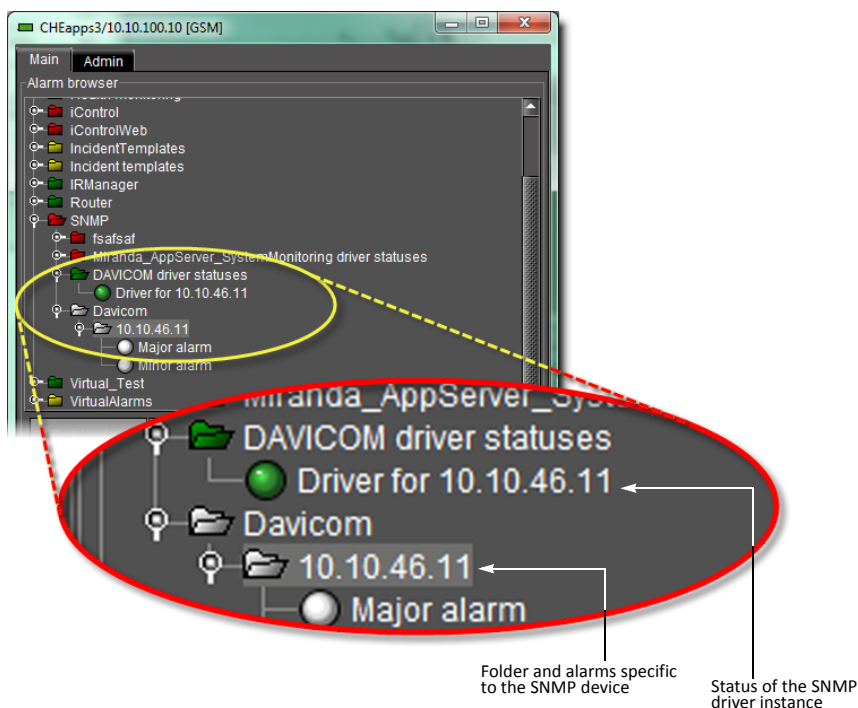 CHEapps3/10.10.100.10 [GSM]
Main
Admin
Alarm browser
iControl
iControlWeb
IncidentTemplates
Incident templates
IRManager
Router
SNMP
fsafsaf
Miranda_AppServer_SystemMonitoring driver statuses
DAVICOM driver statuses
Driver for 10.10.46.11
Davicom
10.10.46.11
Major alarm
Minor alarm
Virtual_Test
VirtualAlarms
Miranda_AppServer_Syst
DAVICOM driver statuses
Driver for 10.10.46.11
Davicom
10.10.46.11
Major alarm
Folder and alarms specific
to the SNMP device
Status of the SNMP
driver instance